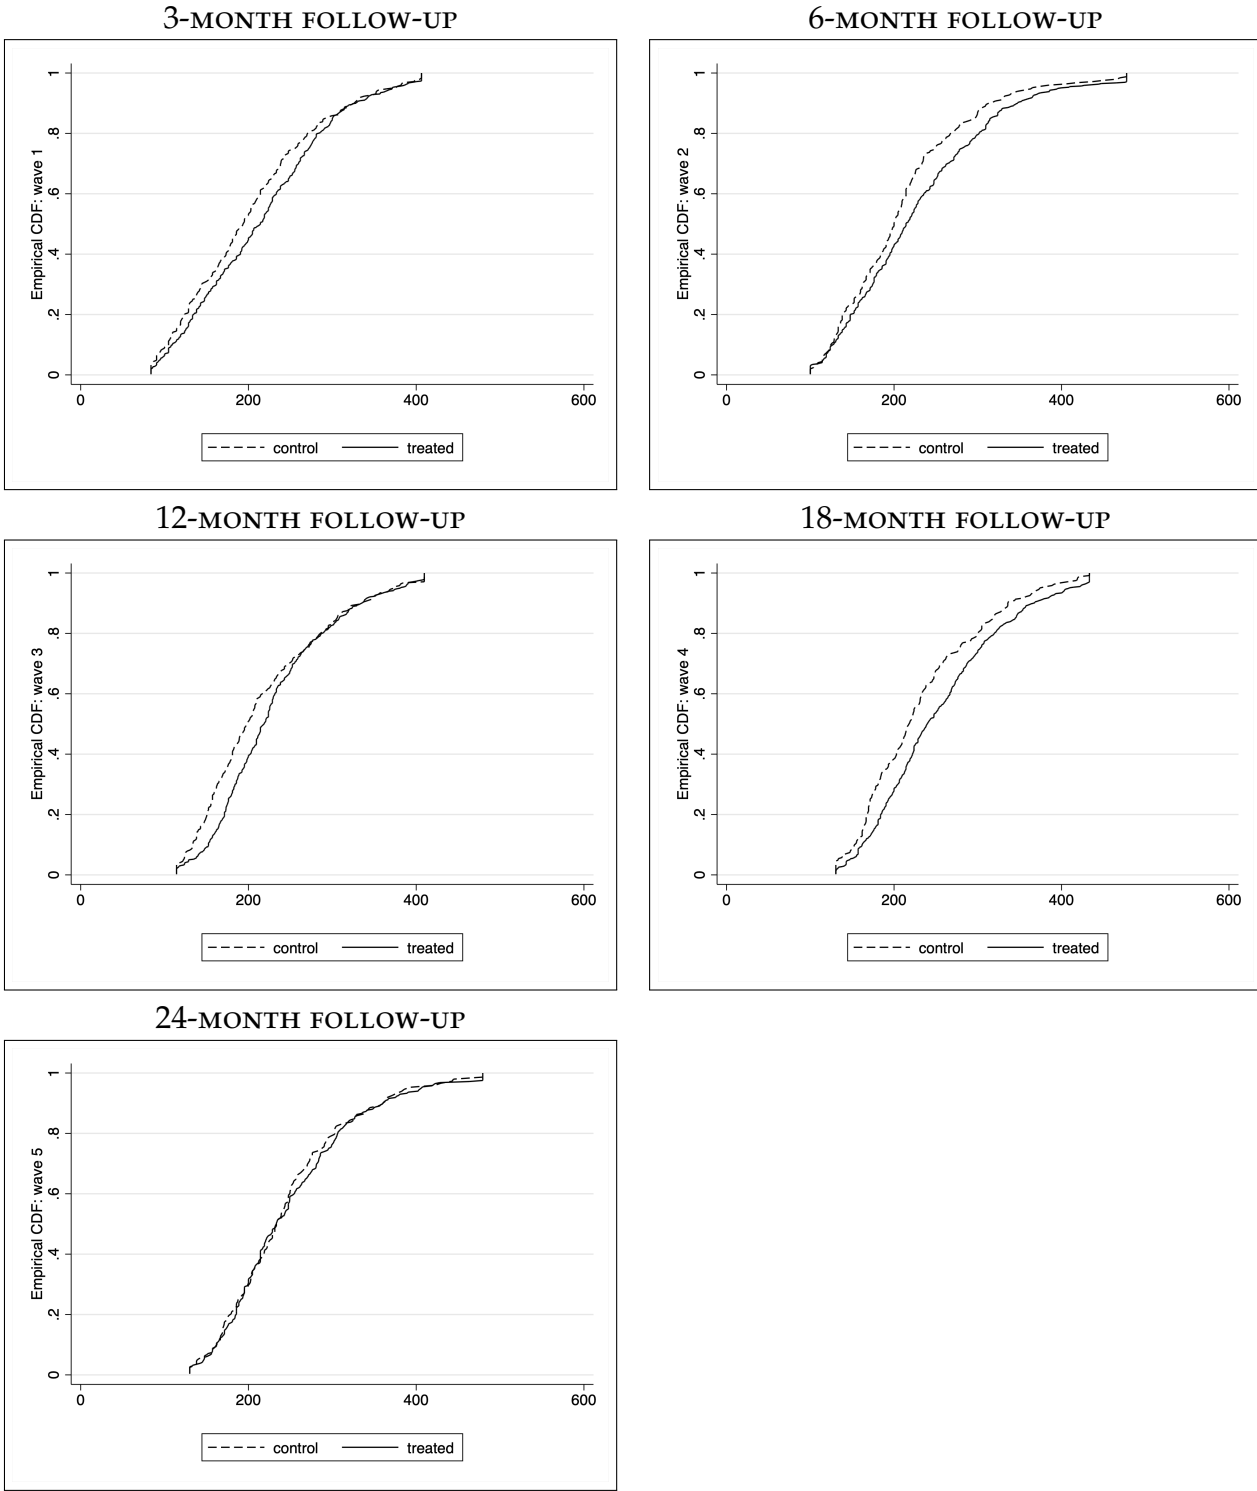 3-MONTH FOLLOW-UP
Empirical CDF: wave 1
1
.8
.6
.4
.2
0
0 200 400 600
control treated
6-MONTH FOLLOW-UP
Empirical CDF: wave 2
1
.8
.6
.4
.2
0
0 200 400 600
control treated
12-MONTH FOLLOW-UP
Empirical CDF: wave 3
1
.8
.6
.4
.2
0
0 200 400 600
control treated
18-MONTH FOLLOW-UP
Empirical CDF: wave 4
1
.8
.6
.4
.2
0
0 200 400 600
control treated
24-MONTH FOLLOW-UP
Empirical CDF: wave 5
1
.8
.6
.4
.2
0
0 200 400 600
control treated